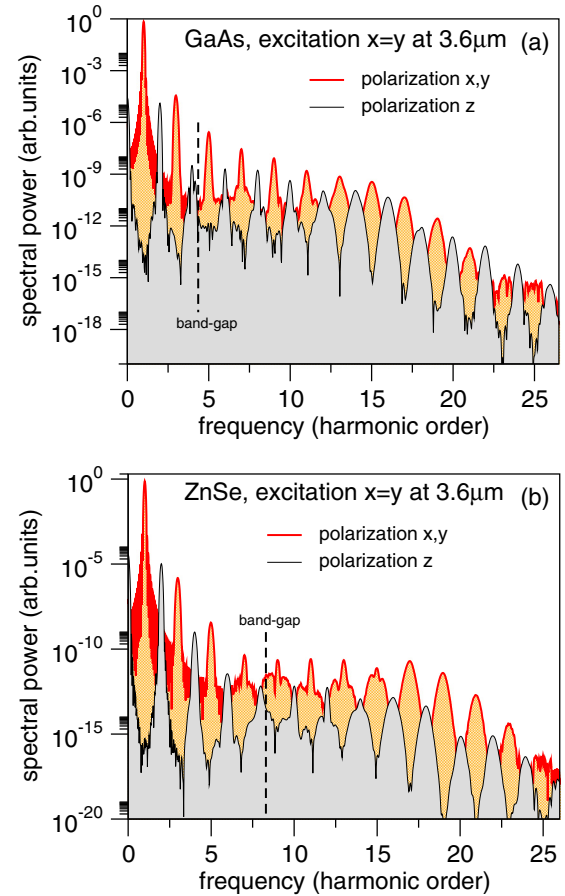 GaAs, excitation x=y at 3.6μm (a)
polarization x,y
polarization z
band-gap
10^0
10^-3
10^-6
10^-9
10^-12
10^-15
10^-18
spectral power (arb.units)
0 5 10 15 20 25
frequency (harmonic order)
ZnSe, excitation x=y at 3.6μm (b)
polarization x,y
polarization z
band-gap
10^0
10^-5
10^-10
10^-15
10^-20
spectral power (arb.units)
0 5 10 15 20 25
frequency (harmonic order)